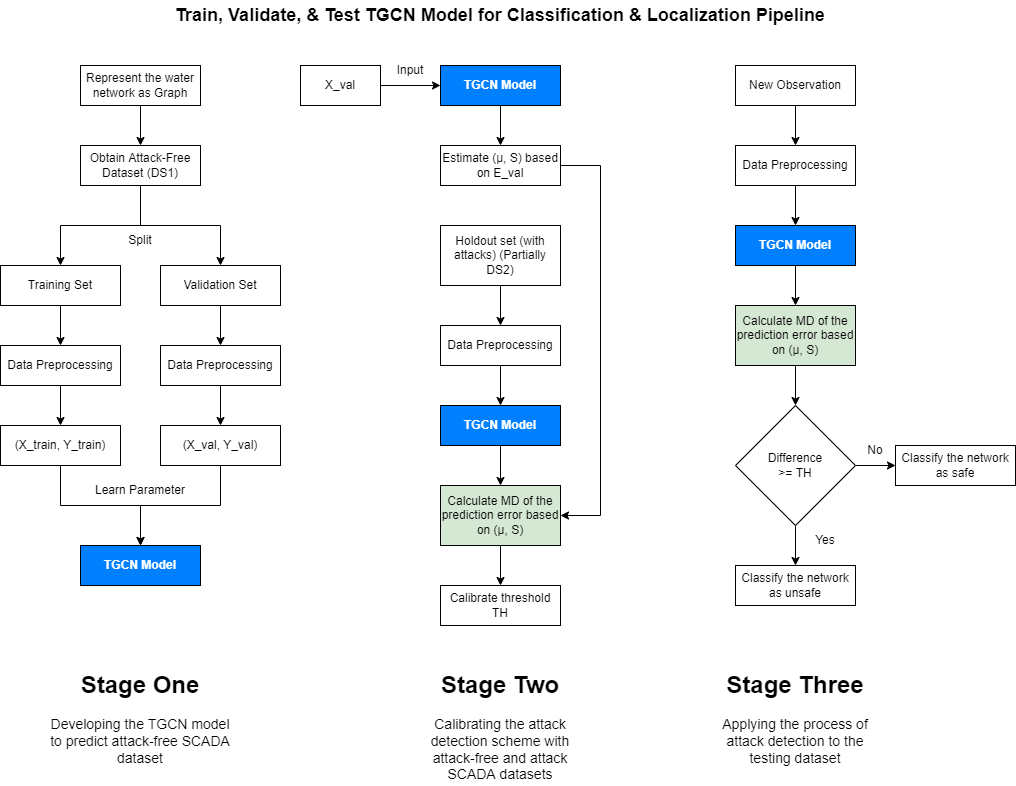 Train, Validate, & Test TGCN Model for Classification & Localization Pipeline
Represent the water
network as Graph
Obtain Attack-Free
Dataset (DS1)
Split
Training Set
Validation Set
Data Preprocessing
Data Preprocessing
(X_train, Y_train)
(X_val, Y_val)
Learn Parameter
TGCN Model
Stage One
Developing the TGCN model
to predict attack-free SCADA
dataset
X_val
Input
TGCN Model
Estimate (μ, S) based
on E_val
Holdout set (with
attacks) (Partially
DS2)
Data Preprocessing
TGCN Model
Calculate MD of the
prediction error based
on (μ, S)
Calibrate threshold
TH
Stage Two
Calibrating the attack
detection scheme with
attack-free and attack
SCADA datasets
New Observation
Data Preprocessing
TGCN Model
Calculate MD of the
prediction error based
on (μ, S)
Difference
>= TH
No
Classify the network
as safe
Yes
Classify the network
as unsafe
Stage Three
Applying the process of
attack detection to the
testing dataset